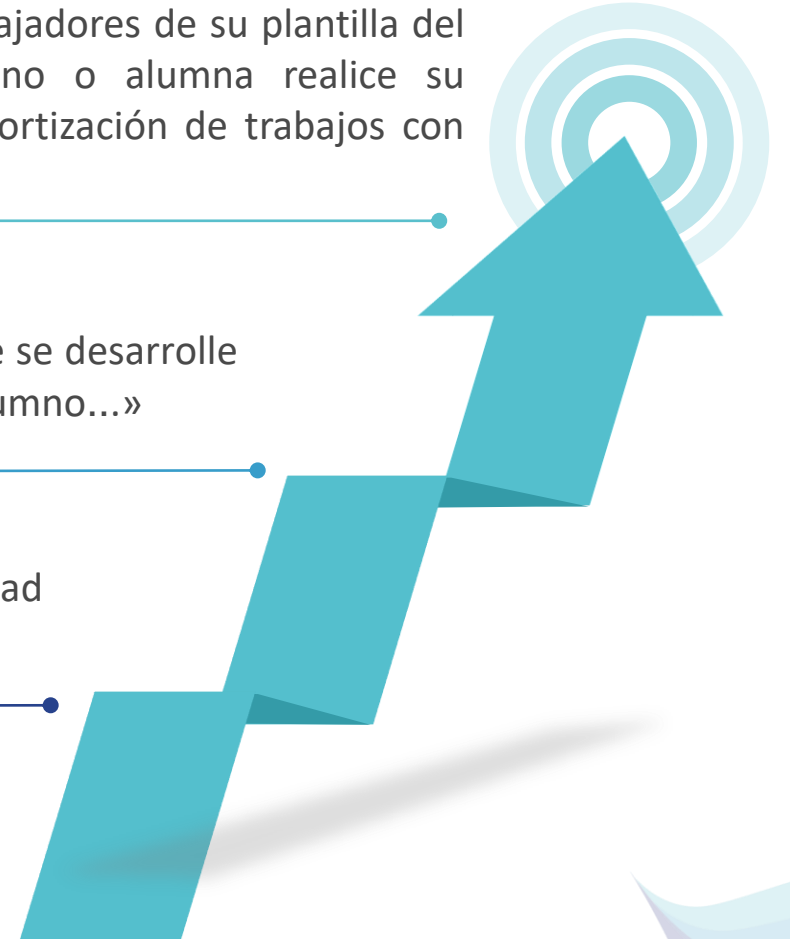 ajadores de su plantilla del
no o alumna realice su
ortización de trabajos con
e se desarrolle
umno...»
ad